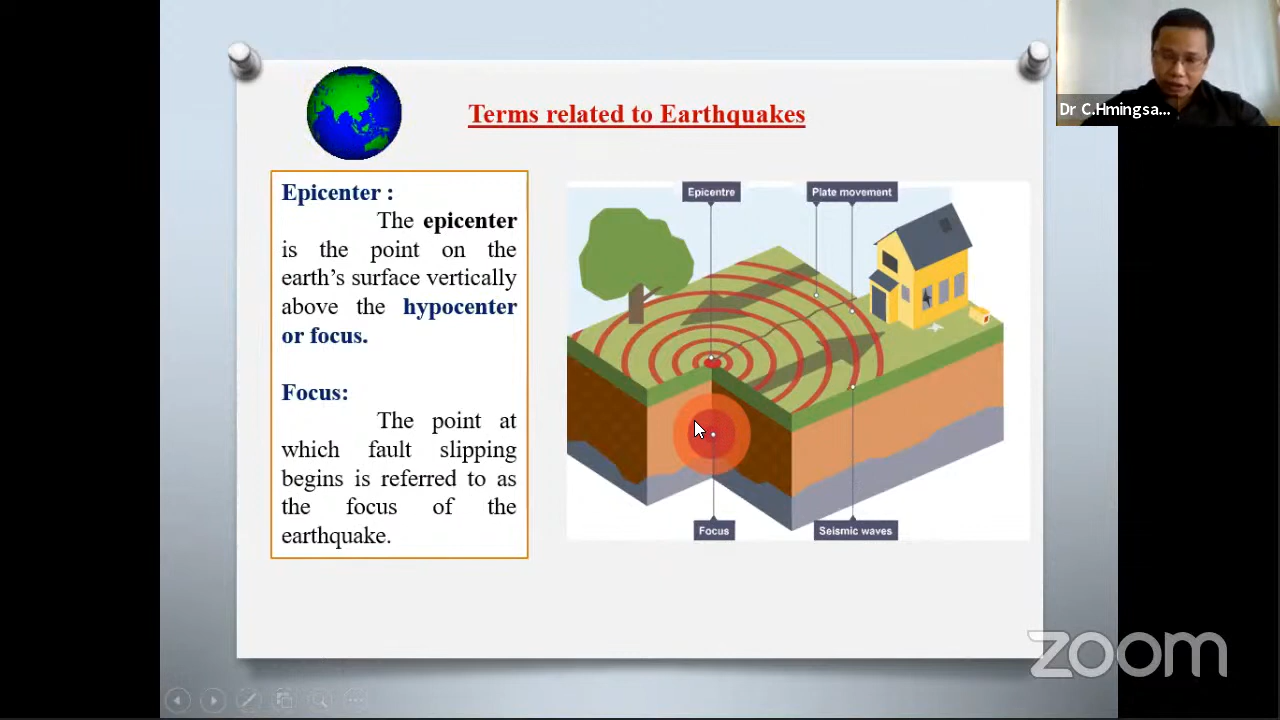 Terms related to Earthquakes
Dr C.Hmingsa...
Epicenter :
The epicenter
is the point on the
earth’s surface vertically
above the hypocenter
or focus.
Focus:
The point at
which fault slipping
begins is referred to as
the focus of the
earthquake.
Epicentre
Plate movement
Focus
Seismic waves
zoom